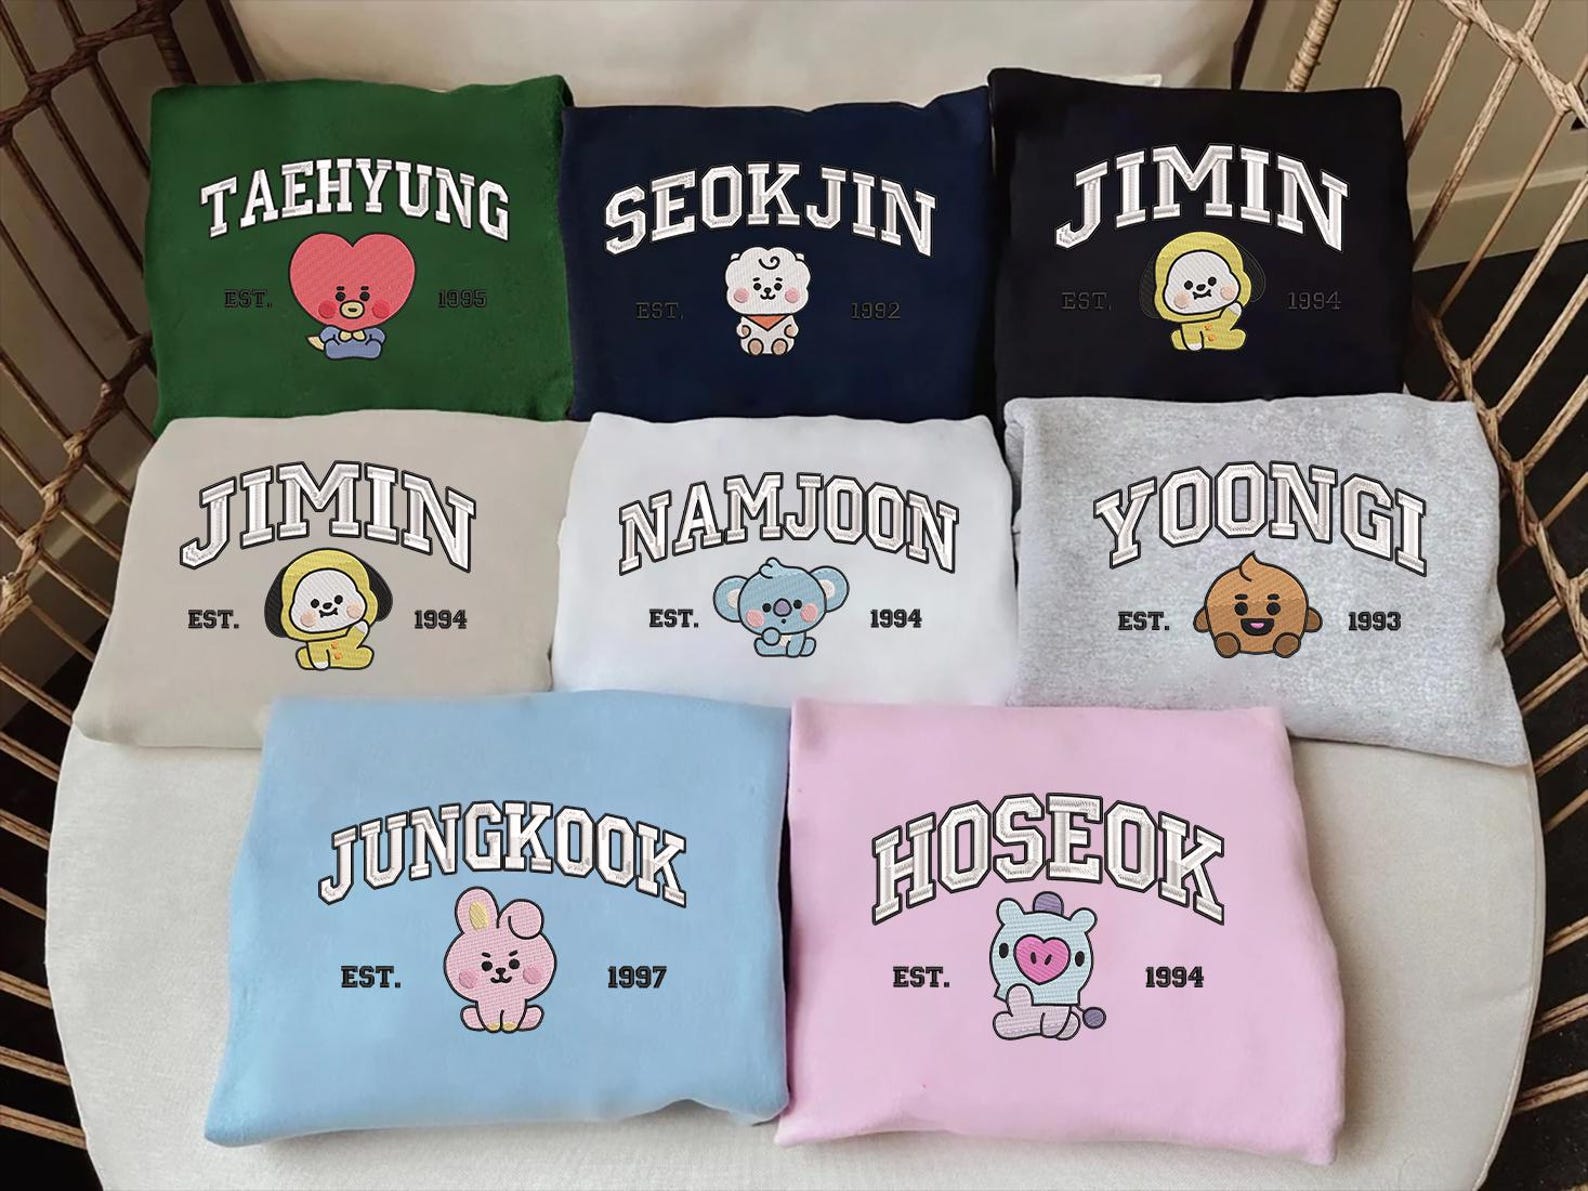 TAEHYUNG
EST. 1995
SEOKJIN
EST. 1992
JIMIN
EST. 1994
JIMIN
EST. 1994
NAMJOON
EST. 1994
YOONGI
EST. 1993
JUNGKOOK
EST. 1997
HOSEOK
EST. 1994